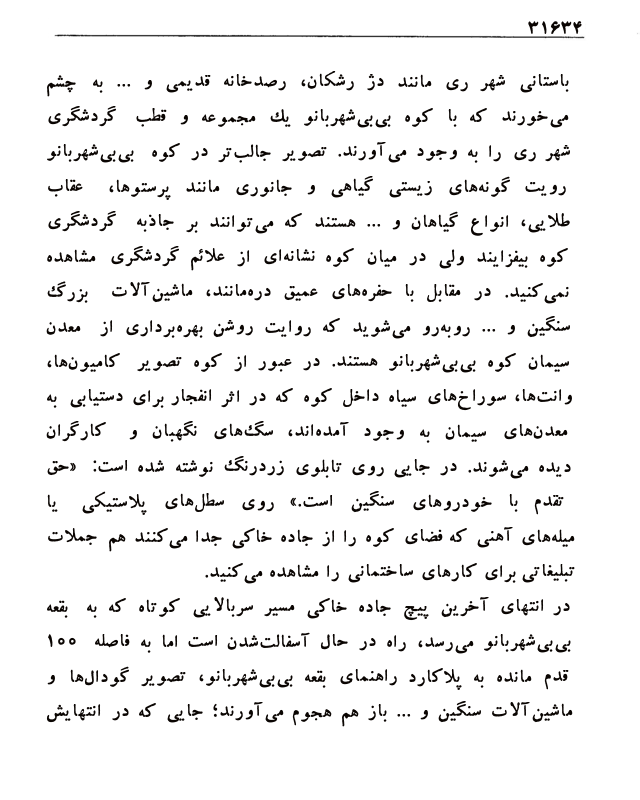 ۳۱۶۳۴
باستانی شهر ری مانند دژ رشکان، رصدخانه قدیمی و ... به چشم
می‌خورند که با کوه بی‌بی‌شهربانو یك مجموعه و قطب گردشگری
شهر ری را به وجود می‌آورند. تصویر جالب‌تر در کوه بی‌بی‌شهربانو
رویت گونه‌های زیستی گیاهی و جانوری مانند پرستوها، عقاب
طلایی، انواع گیاهان و ... هستند که می‌توانند بر جاذبه گردشگری
کوه بیفزایند ولی در میان کوه نشانه‌ای از علائم گردشگری مشاهده
نمی‌کنید. در مقابل با حفره‌های عمیق دره‌مانند، ماشین‌آلات بزرگ
سنگین و ... روبه‌رو می‌شوید که روایت روشن بهره‌برداری از معدن
سیمان کوه بی‌بی‌شهربانو هستند. در عبور از کوه تصویر کامیون‌ها،
وانت‌ها، سوراخ‌های سیاه داخل کوه که در اثر انفجار برای دستیابی به
معدن‌های سیمان به وجود آمده‌اند، سگ‌های نگهبان و کارگران
دیده می‌شوند. در جایی روی تابلوی زردرنگ نوشته شده است: «حق
تقدم با خودروهای سنگین است.» روی سطل‌های پلاستیکی یا
میله‌های آهنی که فضای کوه را از جاده خاکی جدا می‌کنند هم جملات
تبلیغاتی برای کارهای ساختمانی را مشاهده می‌کنید.
در انتهای آخرین پیچ جاده خاکی مسیر سربالایی کوتاه که به بقعه
بی‌بی‌شهربانو می‌رسد، راه در حال آسفالت‌شدن است اما به فاصله ۱۰۰
قدم مانده به پلاکارد راهنمای بقعه بی‌بی‌شهربانو، تصویر گودال‌ها و
ماشین‌آلات سنگین و ... باز هم هجوم می‌آورند؛ جایی که در انتهایش